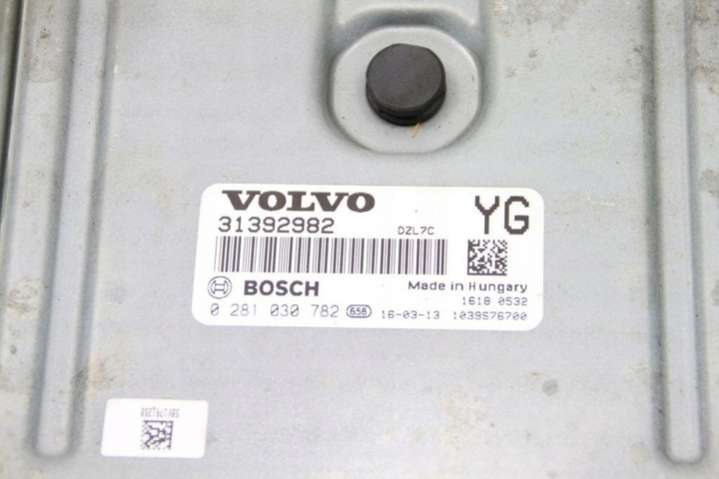 VOLVO YG
31392982 DZL7C
BOSCH Made in Hungary
1618 0532
0 281 030 782 658 16-03-13 1039S76700